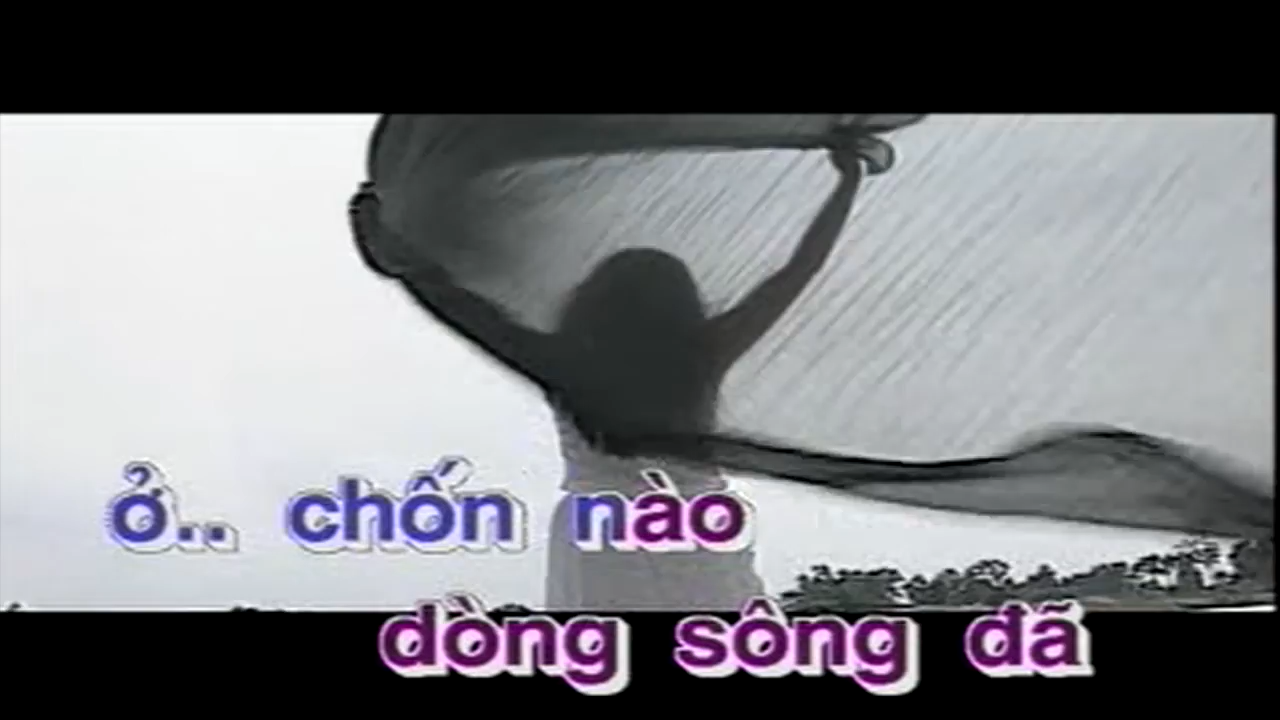 ở.. chốn nào
dòng sông đã